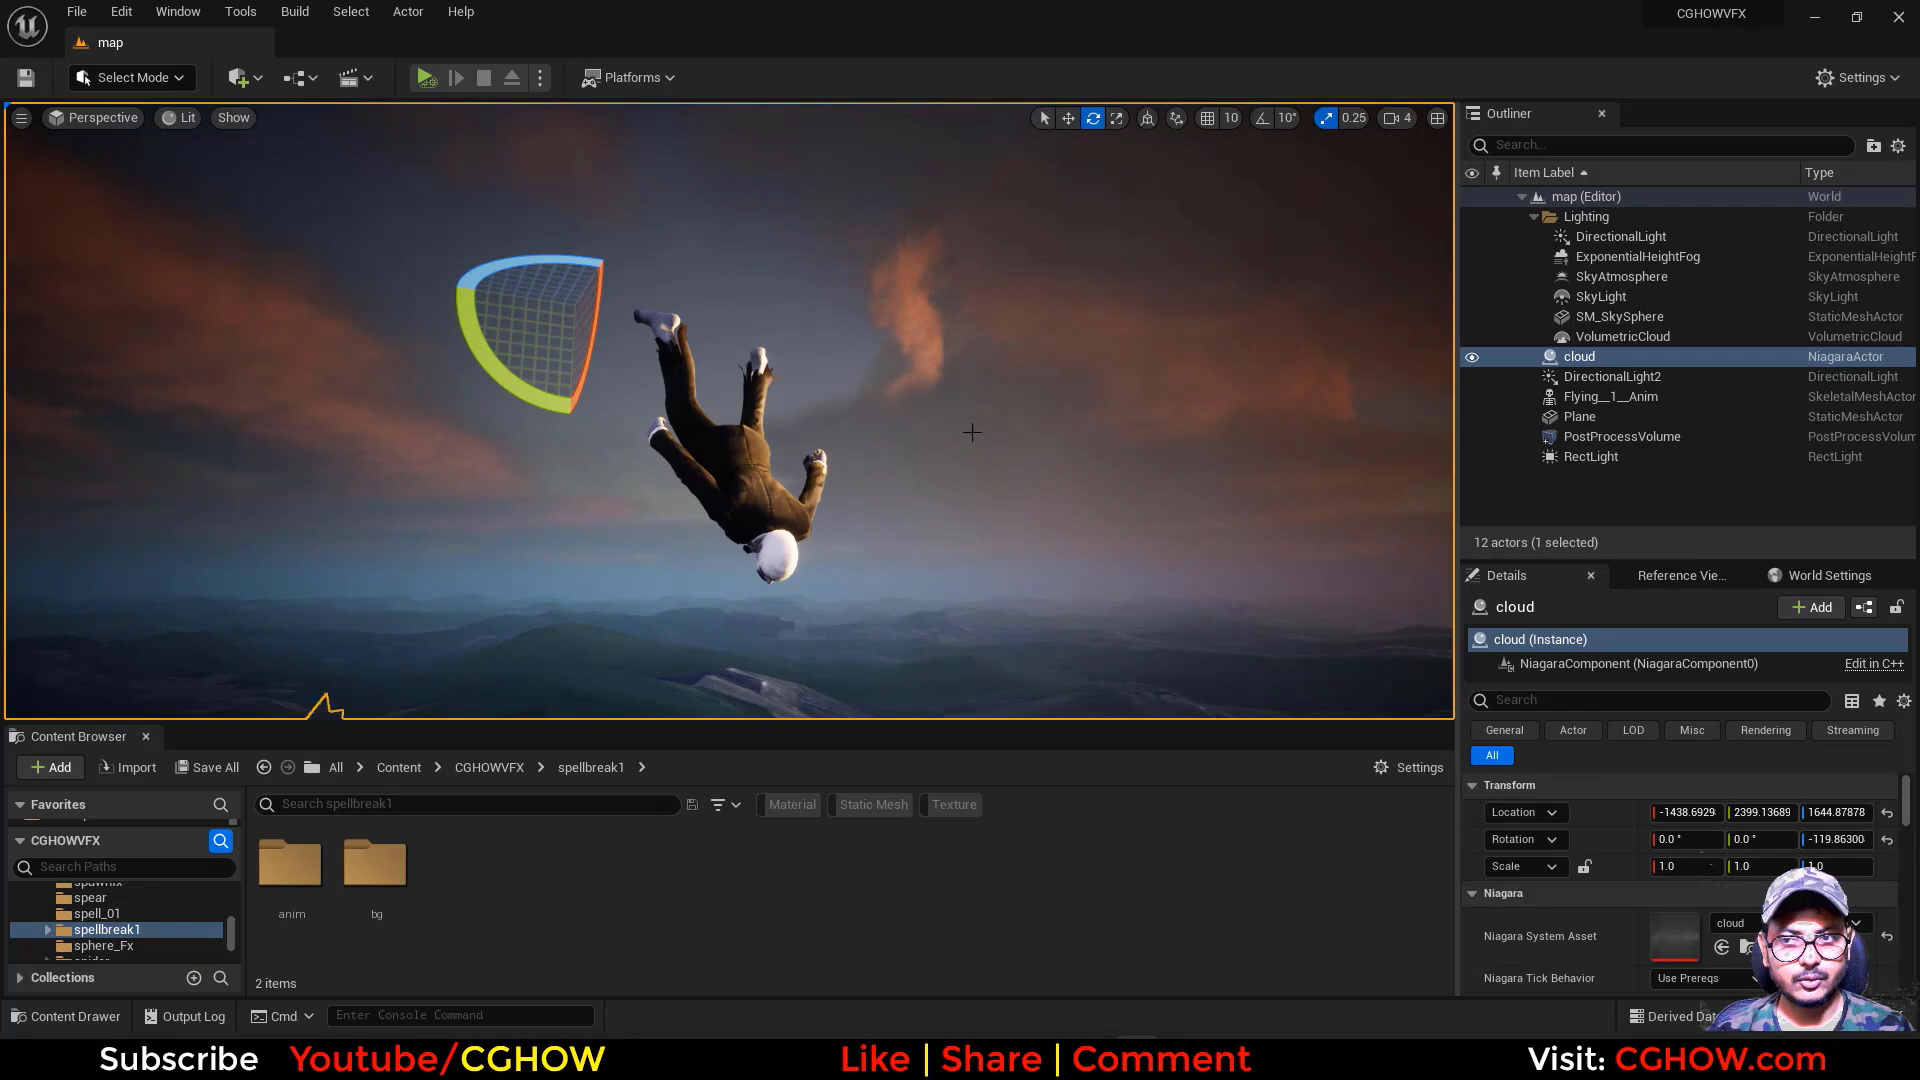 File Edit Window Tools Build Select Actor Help
CGHOWVFX
map
Select Mode
Platforms
Settings
Perspective
Lit
Show
10
10°
0.25
4
Outliner
Search...
Item Label
Type
map (Editor) World
Lighting Folder
DirectionalLight DirectionalLight
ExponentialHeightFog ExponentialHeightF
SkyAtmosphere SkyAtmosphere
SkyLight SkyLight
SM_SkySphere StaticMeshActor
VolumetricCloud VolumetricCloud
cloud NiagaraActor
DirectionalLight2 DirectionalLight
Flying__1__Anim SkeletalMeshActor
Plane StaticMeshActor
PostProcessVolume PostProcessVolum
RectLight RectLight
12 actors (1 selected)
Details
Reference Vie...
World Settings
cloud
Add
cloud (Instance)
NiagaraComponent (NiagaraComponent0)
Edit in C++
Search
General Actor LOD Misc Rendering Streaming
All
Transform
Location -1438.6929 2399.13689 1644.87878
Rotation 0.0 ° 0.0 ° -119.86300
Scale 1.0 1.0 1.0
Niagara
Niagara System Asset
cloud
Niagara Tick Behavior
Use Prereqs
Content Browser
Add
Import
Save All
All
Content
CGHOWVFX
spellbreak1
Settings
Favorites
Search spellbreak1
Material
Static Mesh
Texture
CGHOWVFX
Search Paths
spear
spell_01
spellbreak1
sphere_Fx
anim
bg
Collections
2 items
Content Drawer
Output Log
Cmd
Enter Console Command
Derived Dat
Subscribe Youtube/CGHOW
Like | Share | Comment
Visit: CGHOW.com